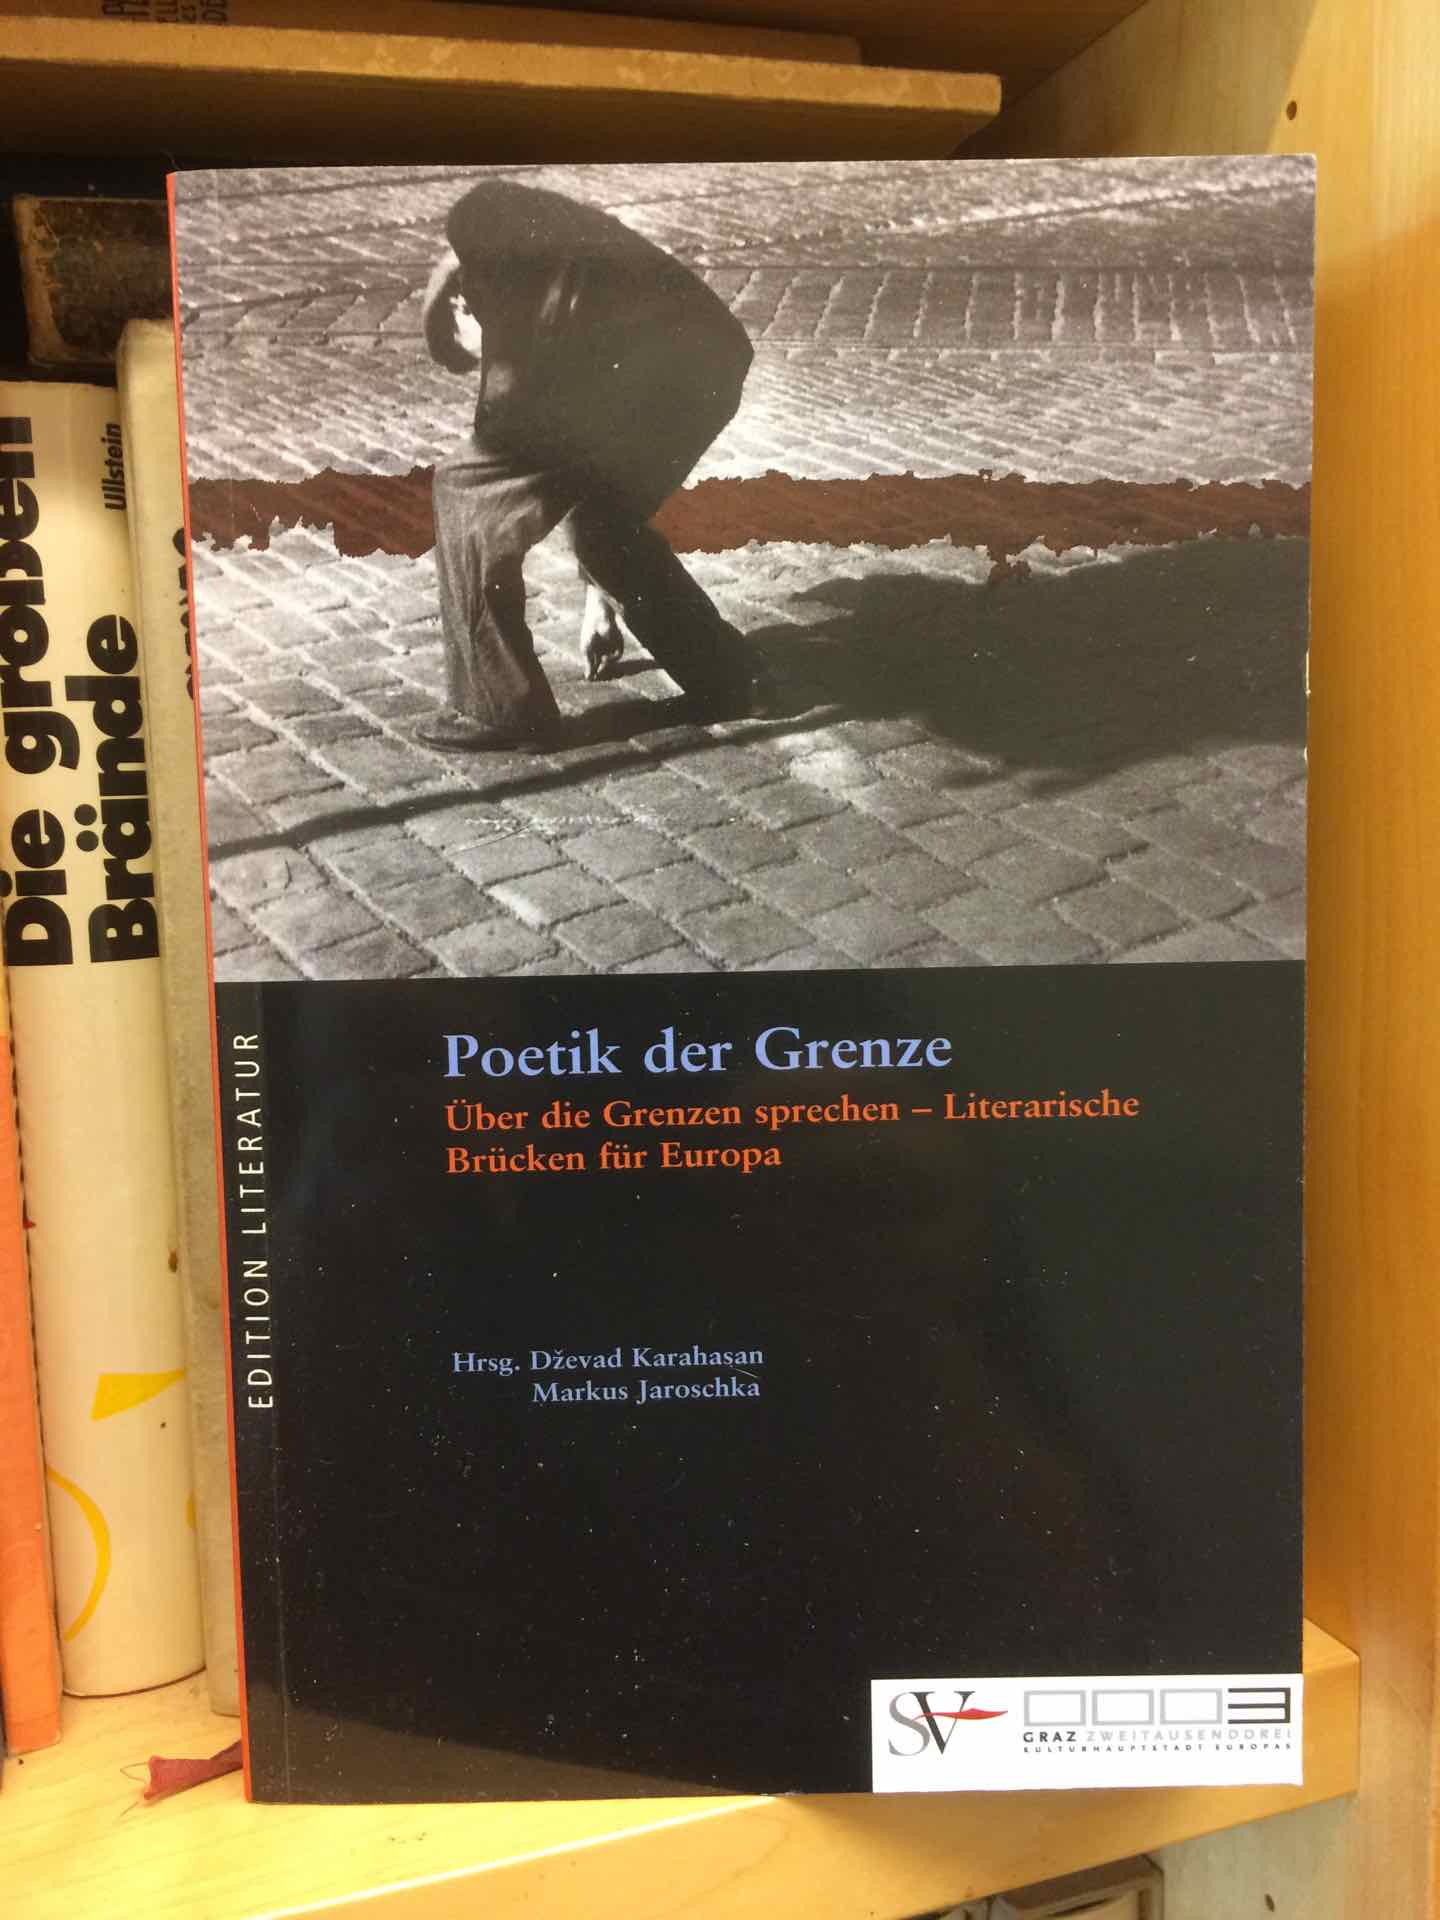 Poetik der Grenze
Über die Grenzen sprechen – Literarische
Brücken für Europa
Hrsg. Dževad Karahasan
Markus Jaroschka
EDITION LITERATUR
SV
0003
GRAZ ZWEITAUSENDDREI
KULTURHAUPTSTADT EUROPAS
Die großen
Brände
Ullstein